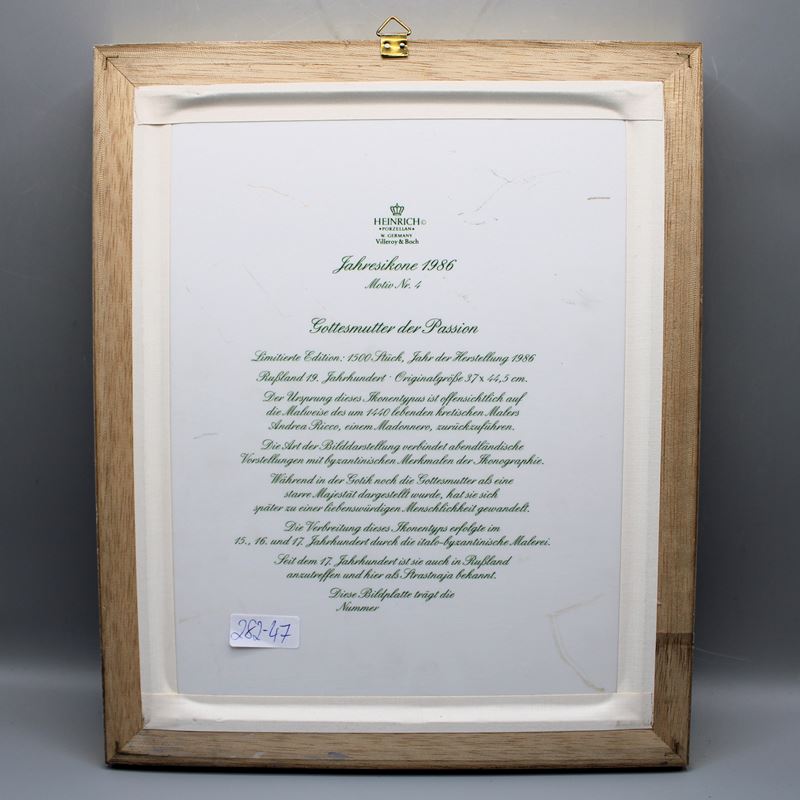 HEINRICH©
• PORZELLAN •
W. GERMANY
Villeroy & Boch
Jahresikone 1986
Motiv Nr. 4
Gottesmutter der Passion
Limitierte Edition: 1500 Stück, Jahr der Herstellung 1986
Rußland 19. Jahrhundert · Originalgröße 37 x 44,5 cm.
Der Ursprung dieses Ikonentypus ist offensichtlich auf
die Malweise des um 1440 lebenden kretischen Malers
Andrea Ricco, einem Madonnero, zurückzuführen.
Die Art der Bilddarstellung verbindet abendländische
Vorstellungen mit byzantinischen Merkmalen der Ikonographie.
Während in der Gotik noch die Gottesmutter als eine
starre Majestät dargestellt wurde, hat sie sich
später zu einer liebenswürdigen Menschlichkeit gewandelt.
Die Verbreitung dieses Ikonentyps erfolgte im
15., 16. und 17. Jahrhundert durch die italo-byzantinische Malerei.
Seit dem 17. Jahrhundert ist sie auch in Rußland
anzutreffen und hier als Strastnaja bekannt.
Diese Bildplatte trägt die
Nummer
282-47